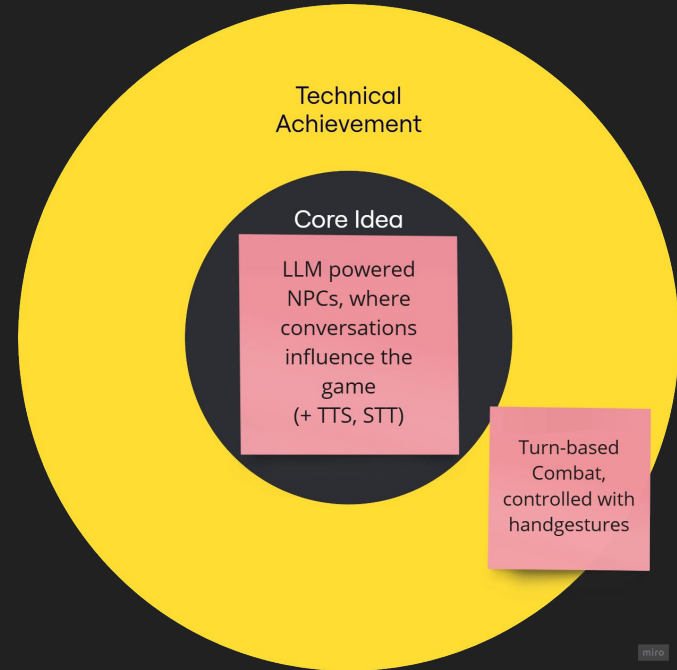 Technical
Achievement
Core Idea
LLM powered
NPCs, where
conversations
influence the
game
(+ TTS, STT)
Turn-based
Combat,
controlled with
handgestures
miro